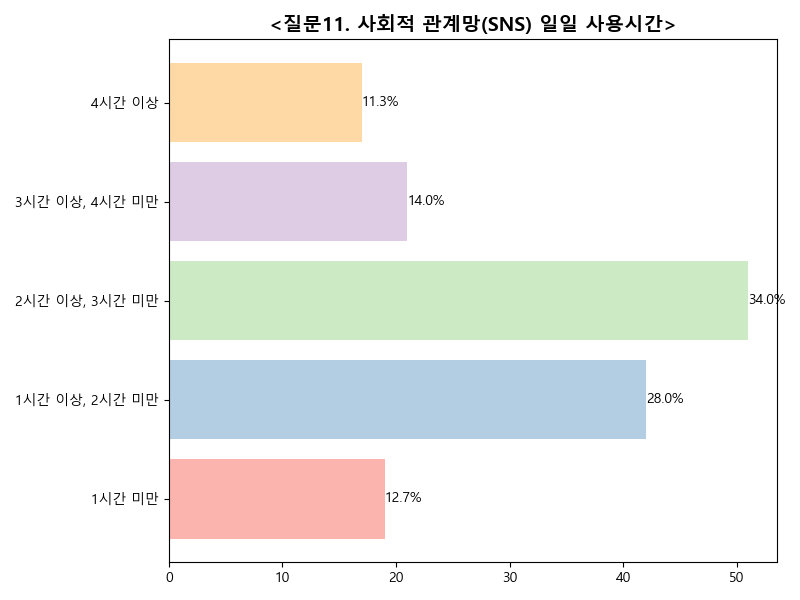 <질문11. 사회적 관계망(SNS) 일일 사용시간>
4시간 이상
11.3%
3시간 이상, 4시간 미만
14.0%
2시간 이상, 3시간 미만
34.0%
1시간 이상, 2시간 미만
28.0%
1시간 미만
12.7%
0 10 20 30 40 50